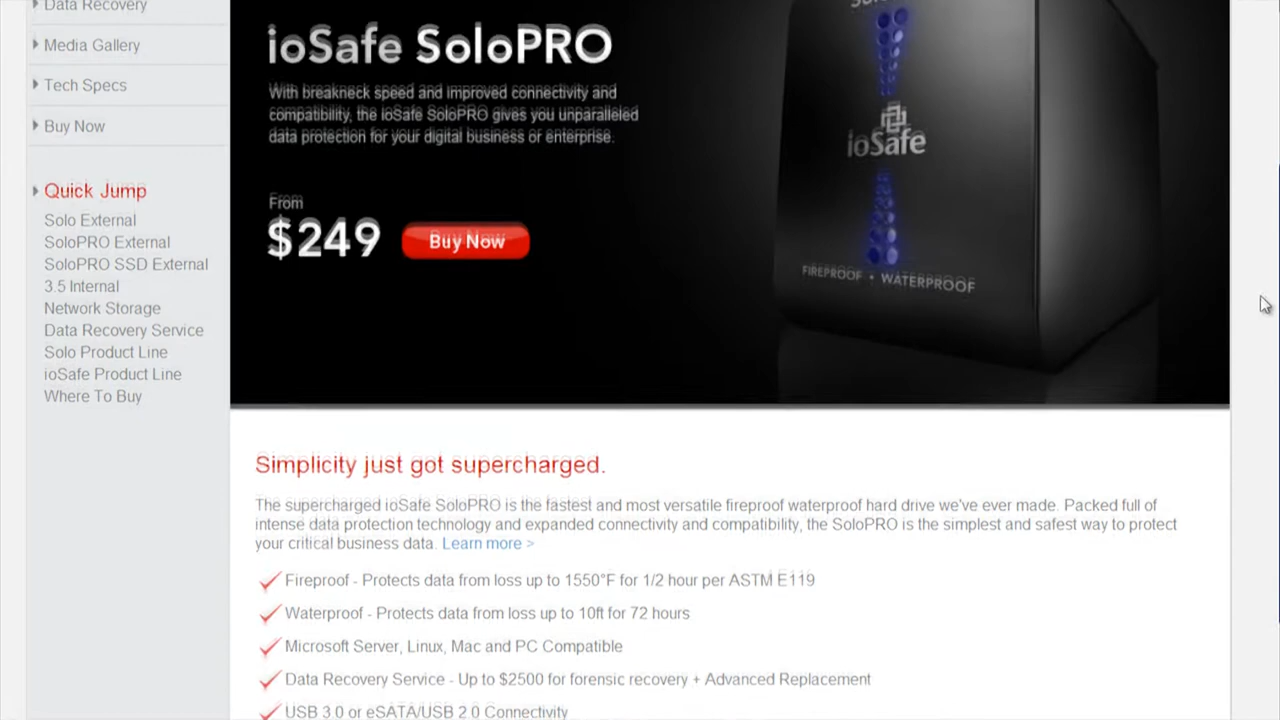 Data Recovery
Media Gallery
Tech Specs
Buy Now
Quick Jump
Solo External
SoloPRO External
SoloPRO SSD External
3.5 Internal
Network Storage
Data Recovery Service
Solo Product Line
ioSafe Product Line
Where To Buy
ioSafe SoloPRO
With breakneck speed and improved connectivity and
compatibility, the ioSafe SoloPRO gives you unparalleled
data protection for your digital business or enterprise.
From
$249 Buy Now
ioSafe
FIREPROOF • WATERPROOF
Simplicity just got supercharged.
The supercharged ioSafe SoloPRO is the fastest and most versatile fireproof waterproof hard drive we've ever made. Packed full of
intense data protection technology and expanded connectivity and compatibility, the SoloPRO is the simplest and safest way to protect
your critical business data. Learn more >
Fireproof - Protects data from loss up to 1550°F for 1/2 hour per ASTM E119
Waterproof - Protects data from loss up to 10ft for 72 hours
Microsoft Server, Linux, Mac and PC Compatible
Data Recovery Service - Up to $2500 for forensic recovery + Advanced Replacement
USB 3.0 or eSATA/USB 2.0 Connectivity